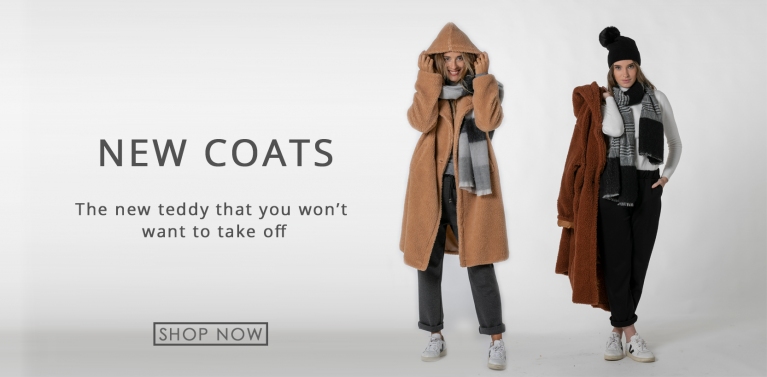 NEW COATS
The new teddy that you won’t
want to take off
SHOP NOW